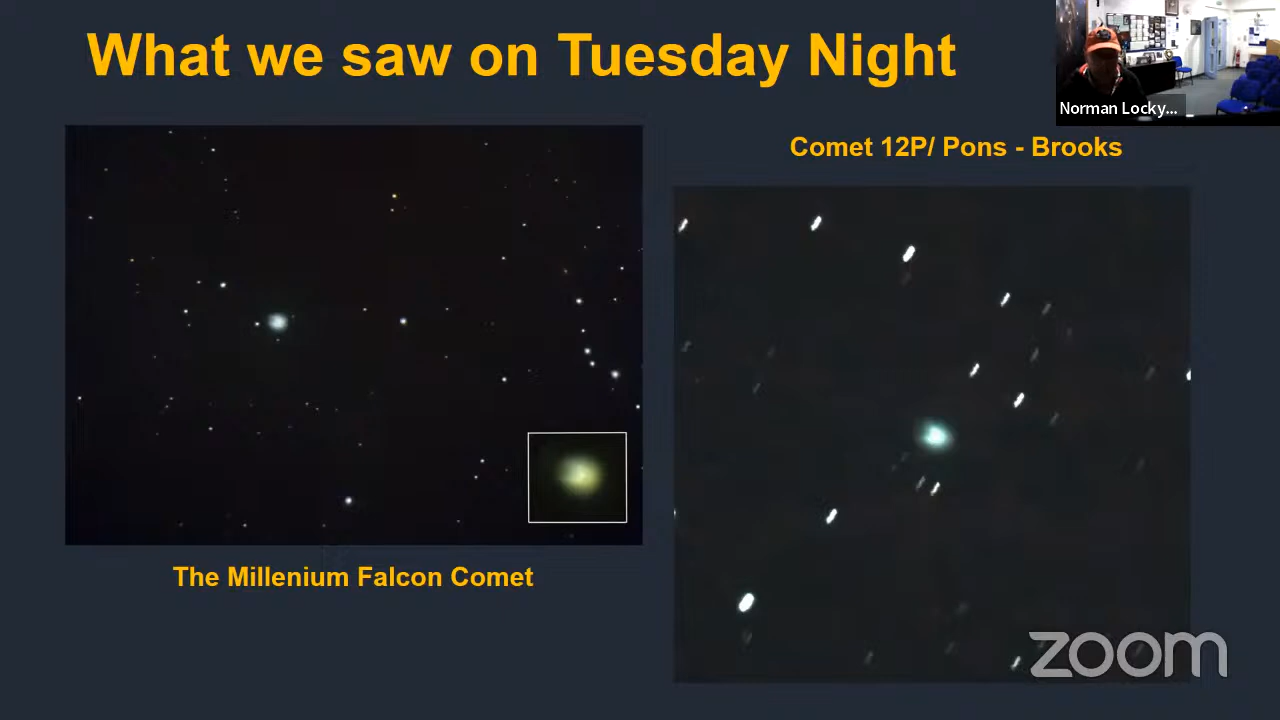 What we saw on Tuesday Night
Norman Locky...
Comet 12P/ Pons - Brooks
The Millenium Falcon Comet
zoom